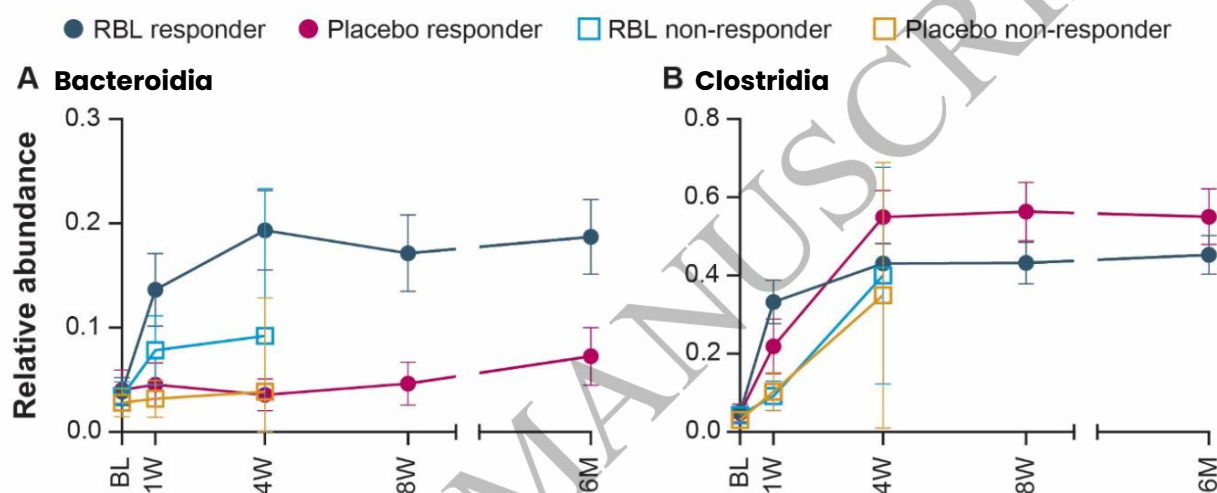 RBL responder Placebo responder RBL non-responder Placebo non-responder
A Bacteroidia
B Clostridia
Relative abundance
0.3
0.2
0.1
0.0
BL 1W 4W 8W 6M
0.8
0.6
0.4
0.2
0.0
BL 1W 4W 8W 6M